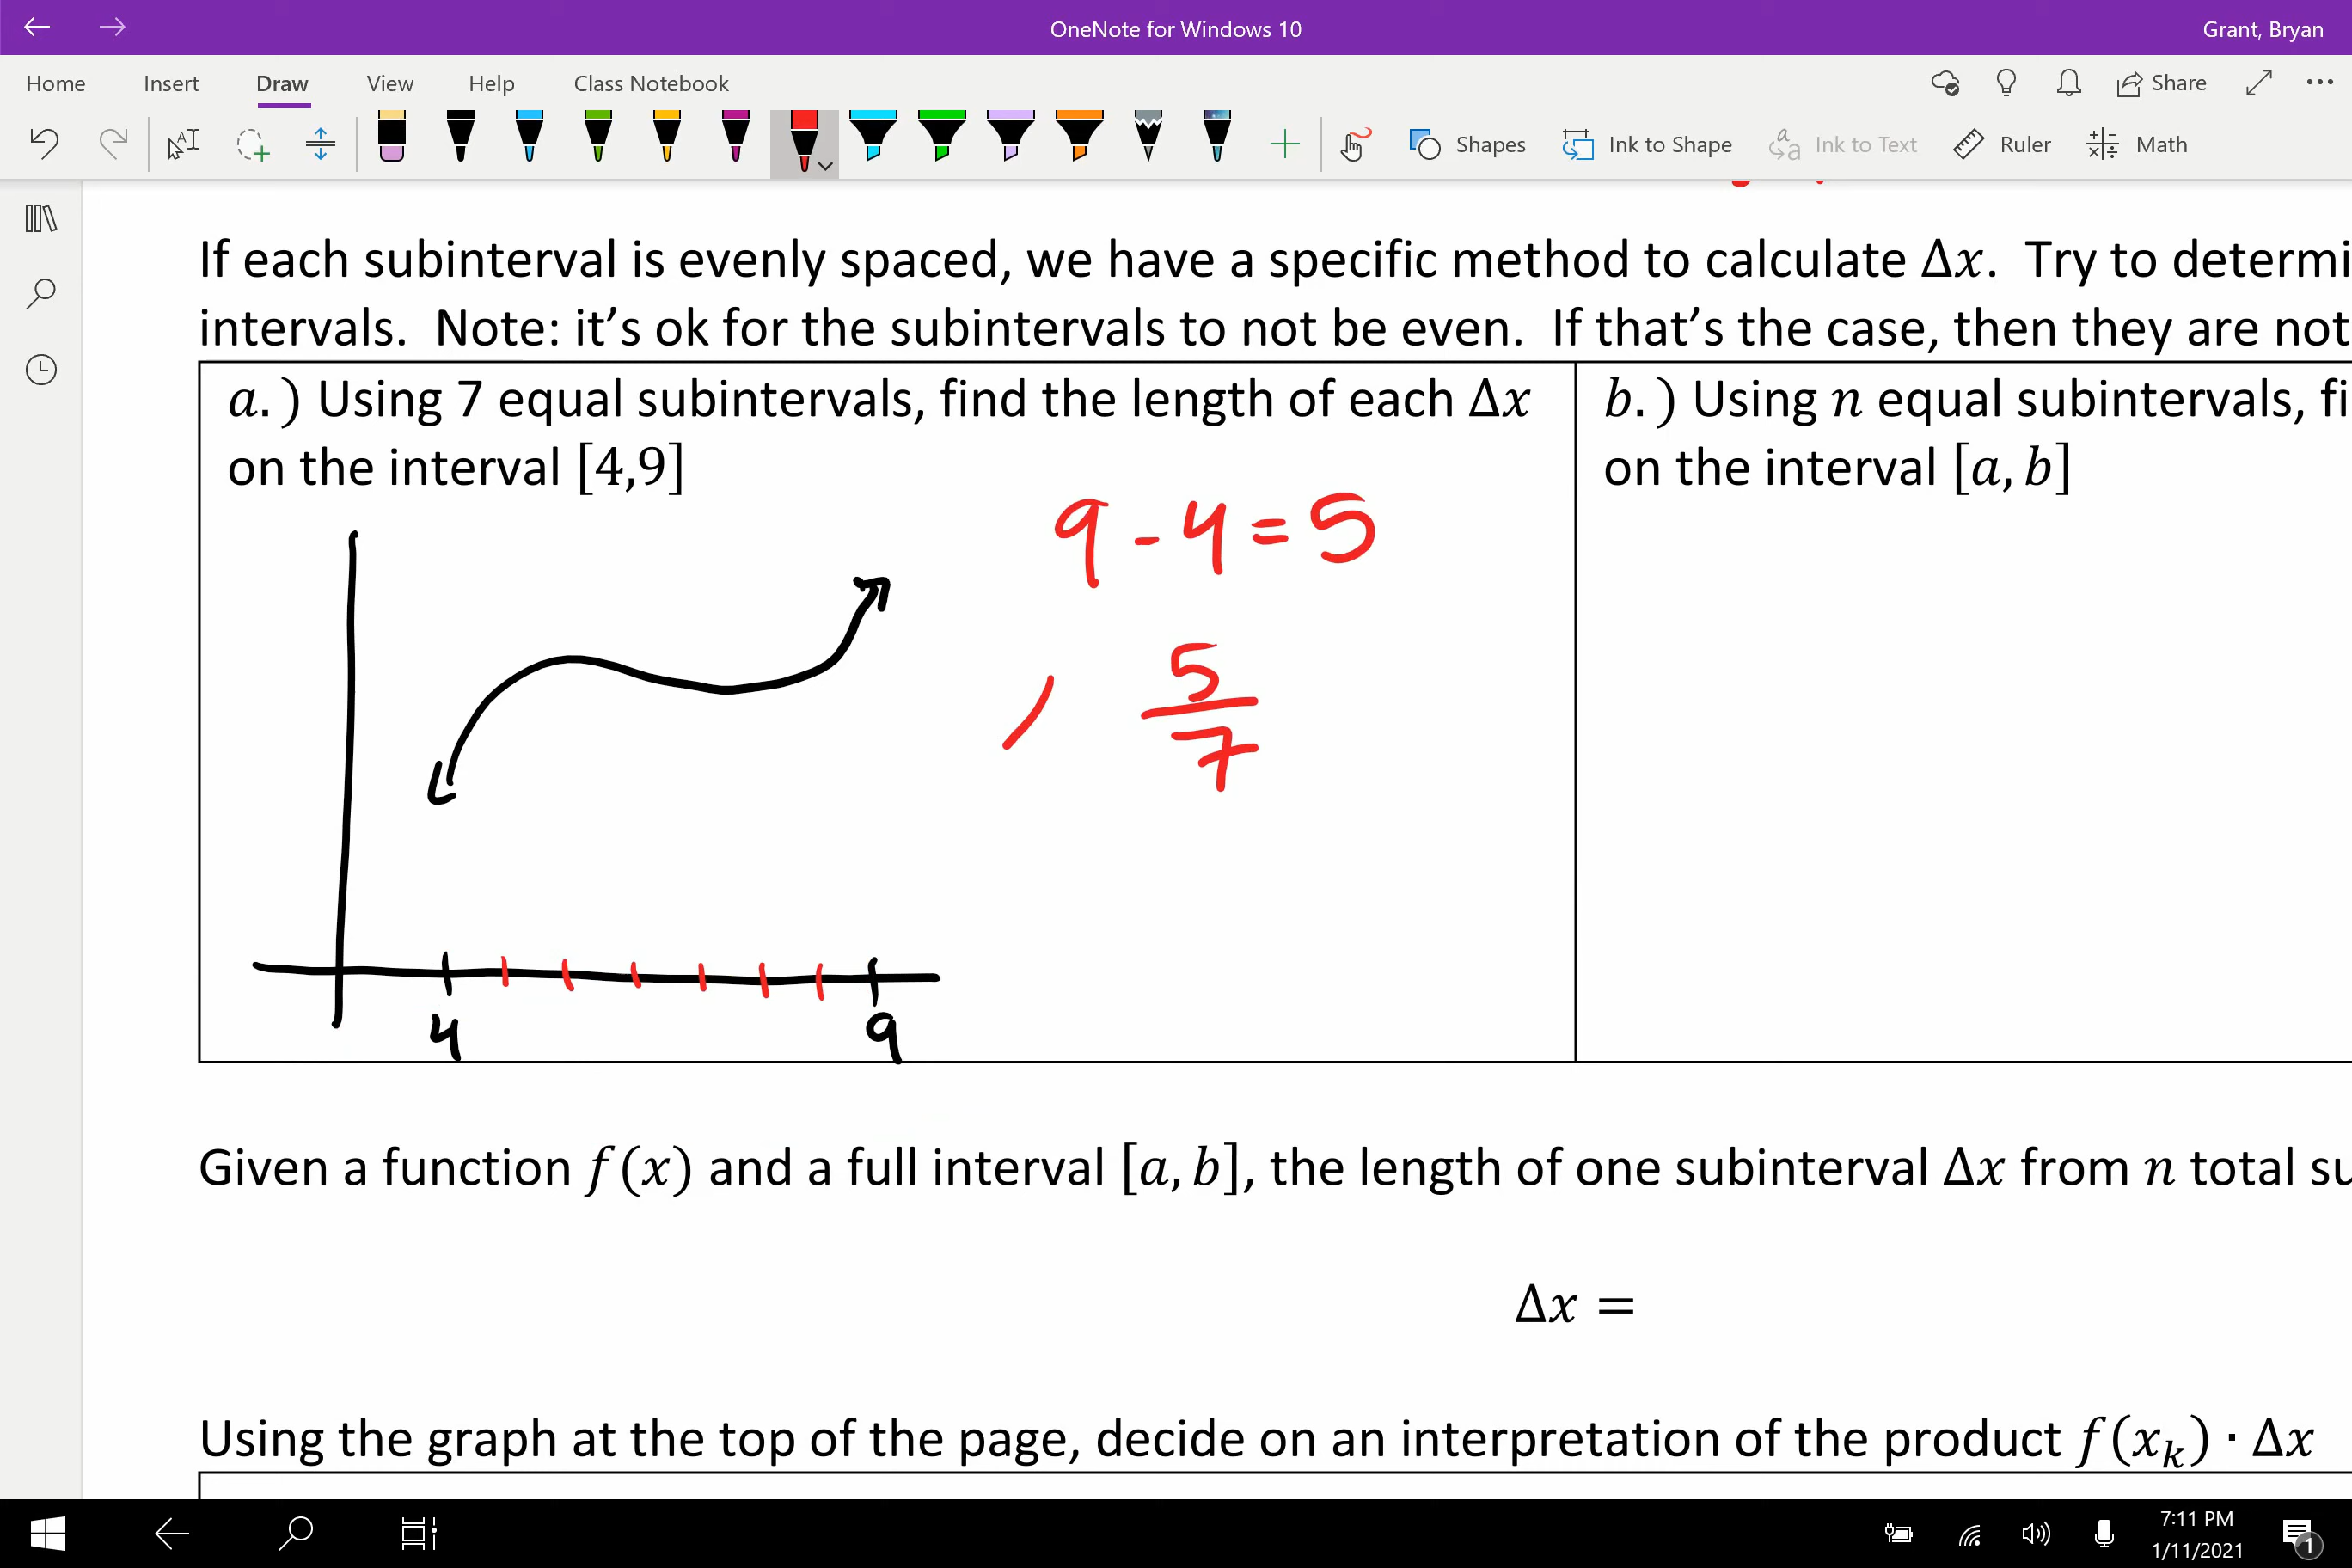 OneNote for Windows 10
Grant, Bryan
Home Insert Draw View Help Class Notebook Share
Shapes Ink to Shape Ink to Text Ruler Math
If each subinterval is evenly spaced, we have a specific method to calculate Δx. Try to determi
intervals. Note: it's ok for the subintervals to not be even. If that's the case, then they are not
a.) Using 7 equal subintervals, find the length of each Δx
on the interval [4,9]
9 - 4 = 5
5
7
4 9
b.) Using n equal subintervals, fi
on the interval [a, b]
Given a function f(x) and a full interval [a, b], the length of one subinterval Δx from n total su
Δx =
Using the graph at the top of the page, decide on an interpretation of the product f(xₖ) · Δx
7:11 PM
1/11/2021
1